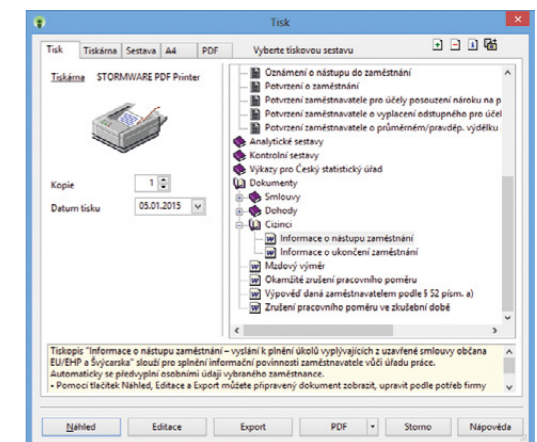 Tisk
Tisk Tiskárna Sestava A4 PDF Vyberte tiskovou sestavu
Tiskárna STORMWARE PDF Printer
Kopie 1
Datum tisku 05.01.2015
Oznámení o nástupu do zaměstnání
Potvrzení o zaměstnání
Potvrzení zaměstnavatele pro účely posouzení nároku na p
Potvrzení zaměstnavatele o vyplacení odstupného pro účel
Potvrzení zaměstnavatele o průměrném/pravděp. výdělku
Analytické sestavy
Kontrolní sestavy
Výkazy pro Český statistický úřad
Dokumenty
Smlouvy
Dohody
Cizinci
Informace o nástupu zaměstnání
Informace o ukončení zaměstnání
Mzdový výměr
Okamžité zrušení pracovního poměru
Výpověď daná zaměstnavatelem podle § 52 písm. a)
Zrušení pracovního poměru ve zkušební době
Tiskopis "Informace o nástupu zaměstnání – vyslání k plnění úkolů vyplývajících z uzavřené smlouvy občana
EU/EHP a Švýcarska" slouží pro splnění informační povinnosti zaměstnavatele vůči úřadu práce.
Automaticky se předvyplní osobními údaji vybraného zaměstnance.
• Pomocí tlačítek Náhled, Editace a Export můžete připravený dokument zobrazit, upravit podle potřeb firmy
Náhled Editace Export PDF Storno Nápověda